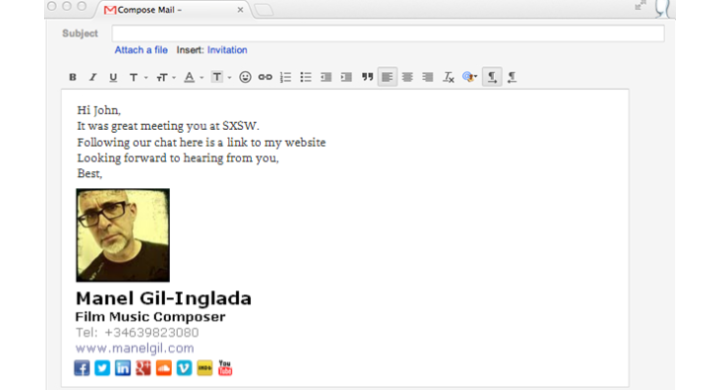 Compose Mail –
Subject
Attach a file Insert: Invitation
B I U T T A T
Hi John,
It was great meeting you at SXSW.
Following our chat here is a link to my website
Looking forward to hearing from you,
Best,
Manel Gil-Inglada
Film Music Composer
Tel: +34639823080
www.manelgil.com
IMDb You Tube